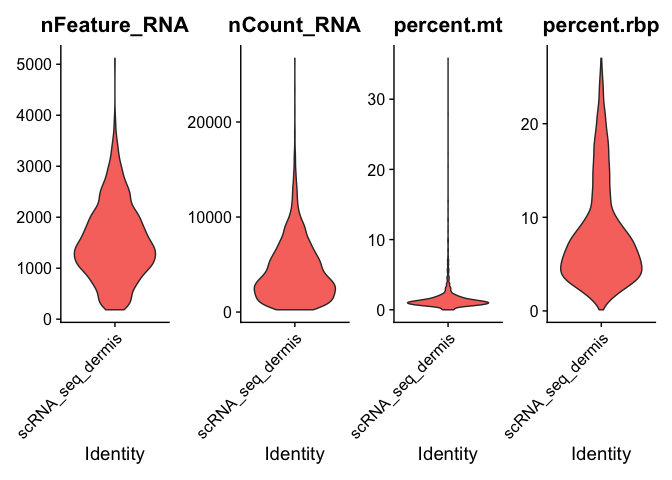 nFeature_RNA
5000
4000
3000
2000
1000
0
scRNA_seq_dermis
Identity
nCount_RNA
20000
10000
0
scRNA_seq_dermis
Identity
percent.mt
30
20
10
0
scRNA_seq_dermis
Identity
percent.rbp
20
10
0
scRNA_seq_dermis
Identity